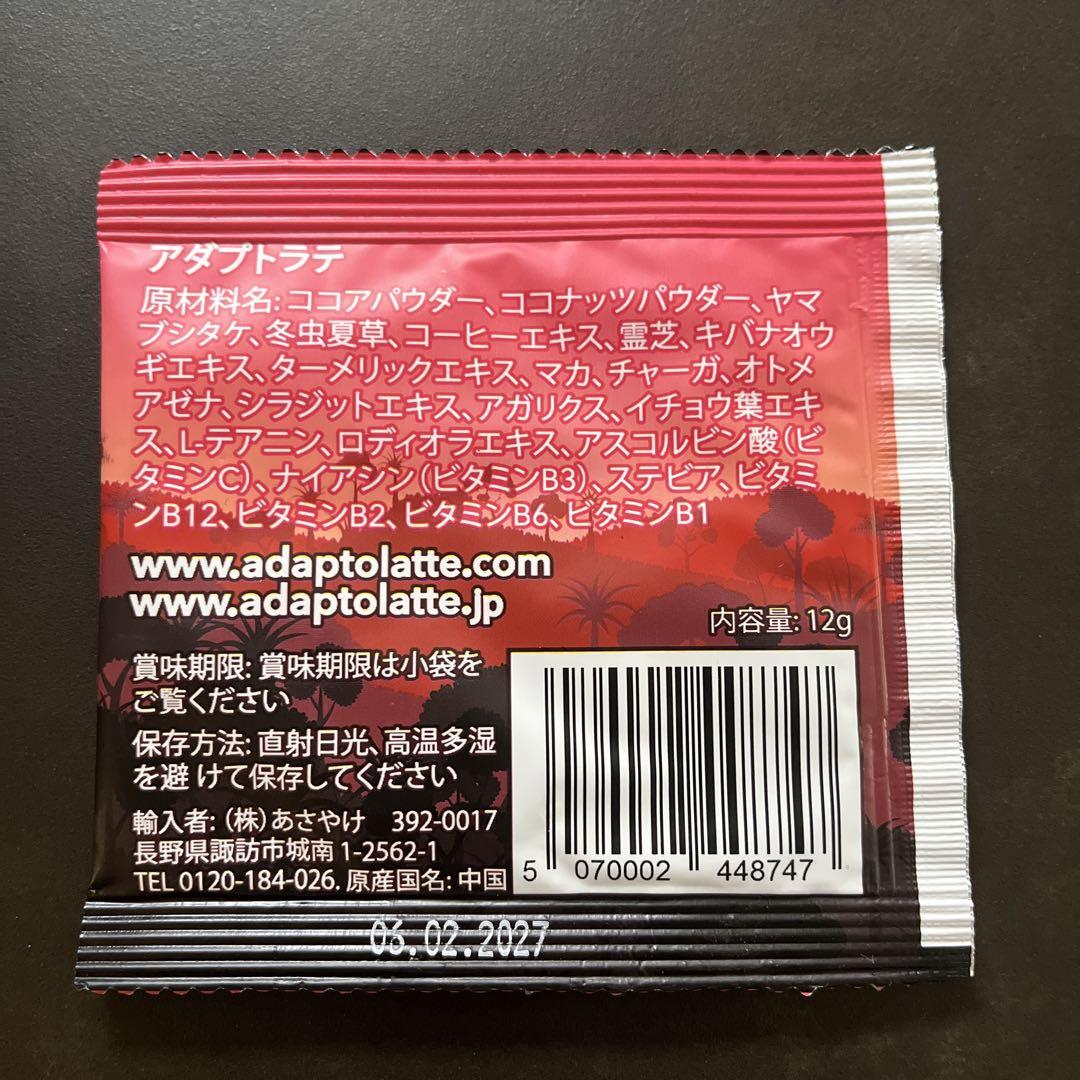 アダプトラテ
原材料名: ココアパウダー、ココナッツパウダー、ヤマ
ブシタケ、冬虫夏草、コーヒーエキス、霊芝、キバナオウ
ギエキス、ターメリックエキス、マカ、チャーガ、オトメ
アゼナ、シラジットエキス、アガリクス、イチョウ葉エキ
ス、L-テアニン、ロディオラエキス、アスコルビン酸（ビ
タミンC）、ナイアシン（ビタミンB3）、ステビア、ビタミ
ンB12、ビタミンB2、ビタミンB6、ビタミンB1
www.adaptolatte.com
www.adaptolatte.jp
内容量: 12g
賞味期限: 賞味期限は小袋を
ご覧ください
保存方法: 直射日光、高温多湿
を避 けて保存してください
輸入者: （株）あさやけ 392-0017
長野県諏訪市城南 1-2562-1
TEL 0120-184-026. 原産国名: 中国
5 070002 448747
06.02.2027